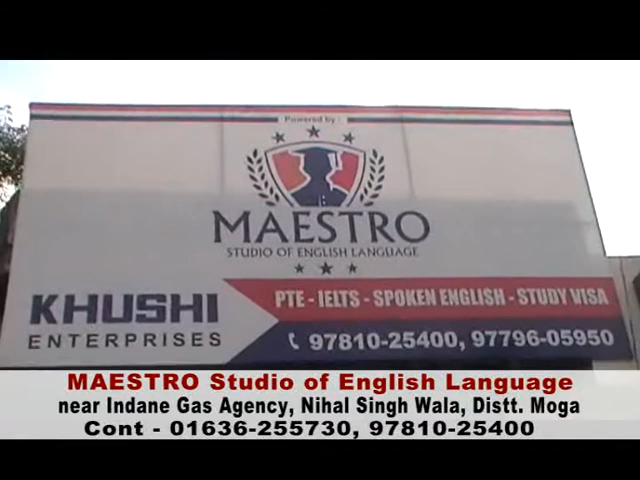 Powered by :
MAESTRO
STUDIO OF ENGLISH LANGUAGE
KHUSHI
ENTERPRISES
PTE - IELTS - SPOKEN ENGLISH - STUDY VISA
97810-25400, 97796-05950
MAESTRO Studio of English Language
near Indane Gas Agency, Nihal Singh Wala, Distt. Moga
Cont - 01636-255730, 97810-25400